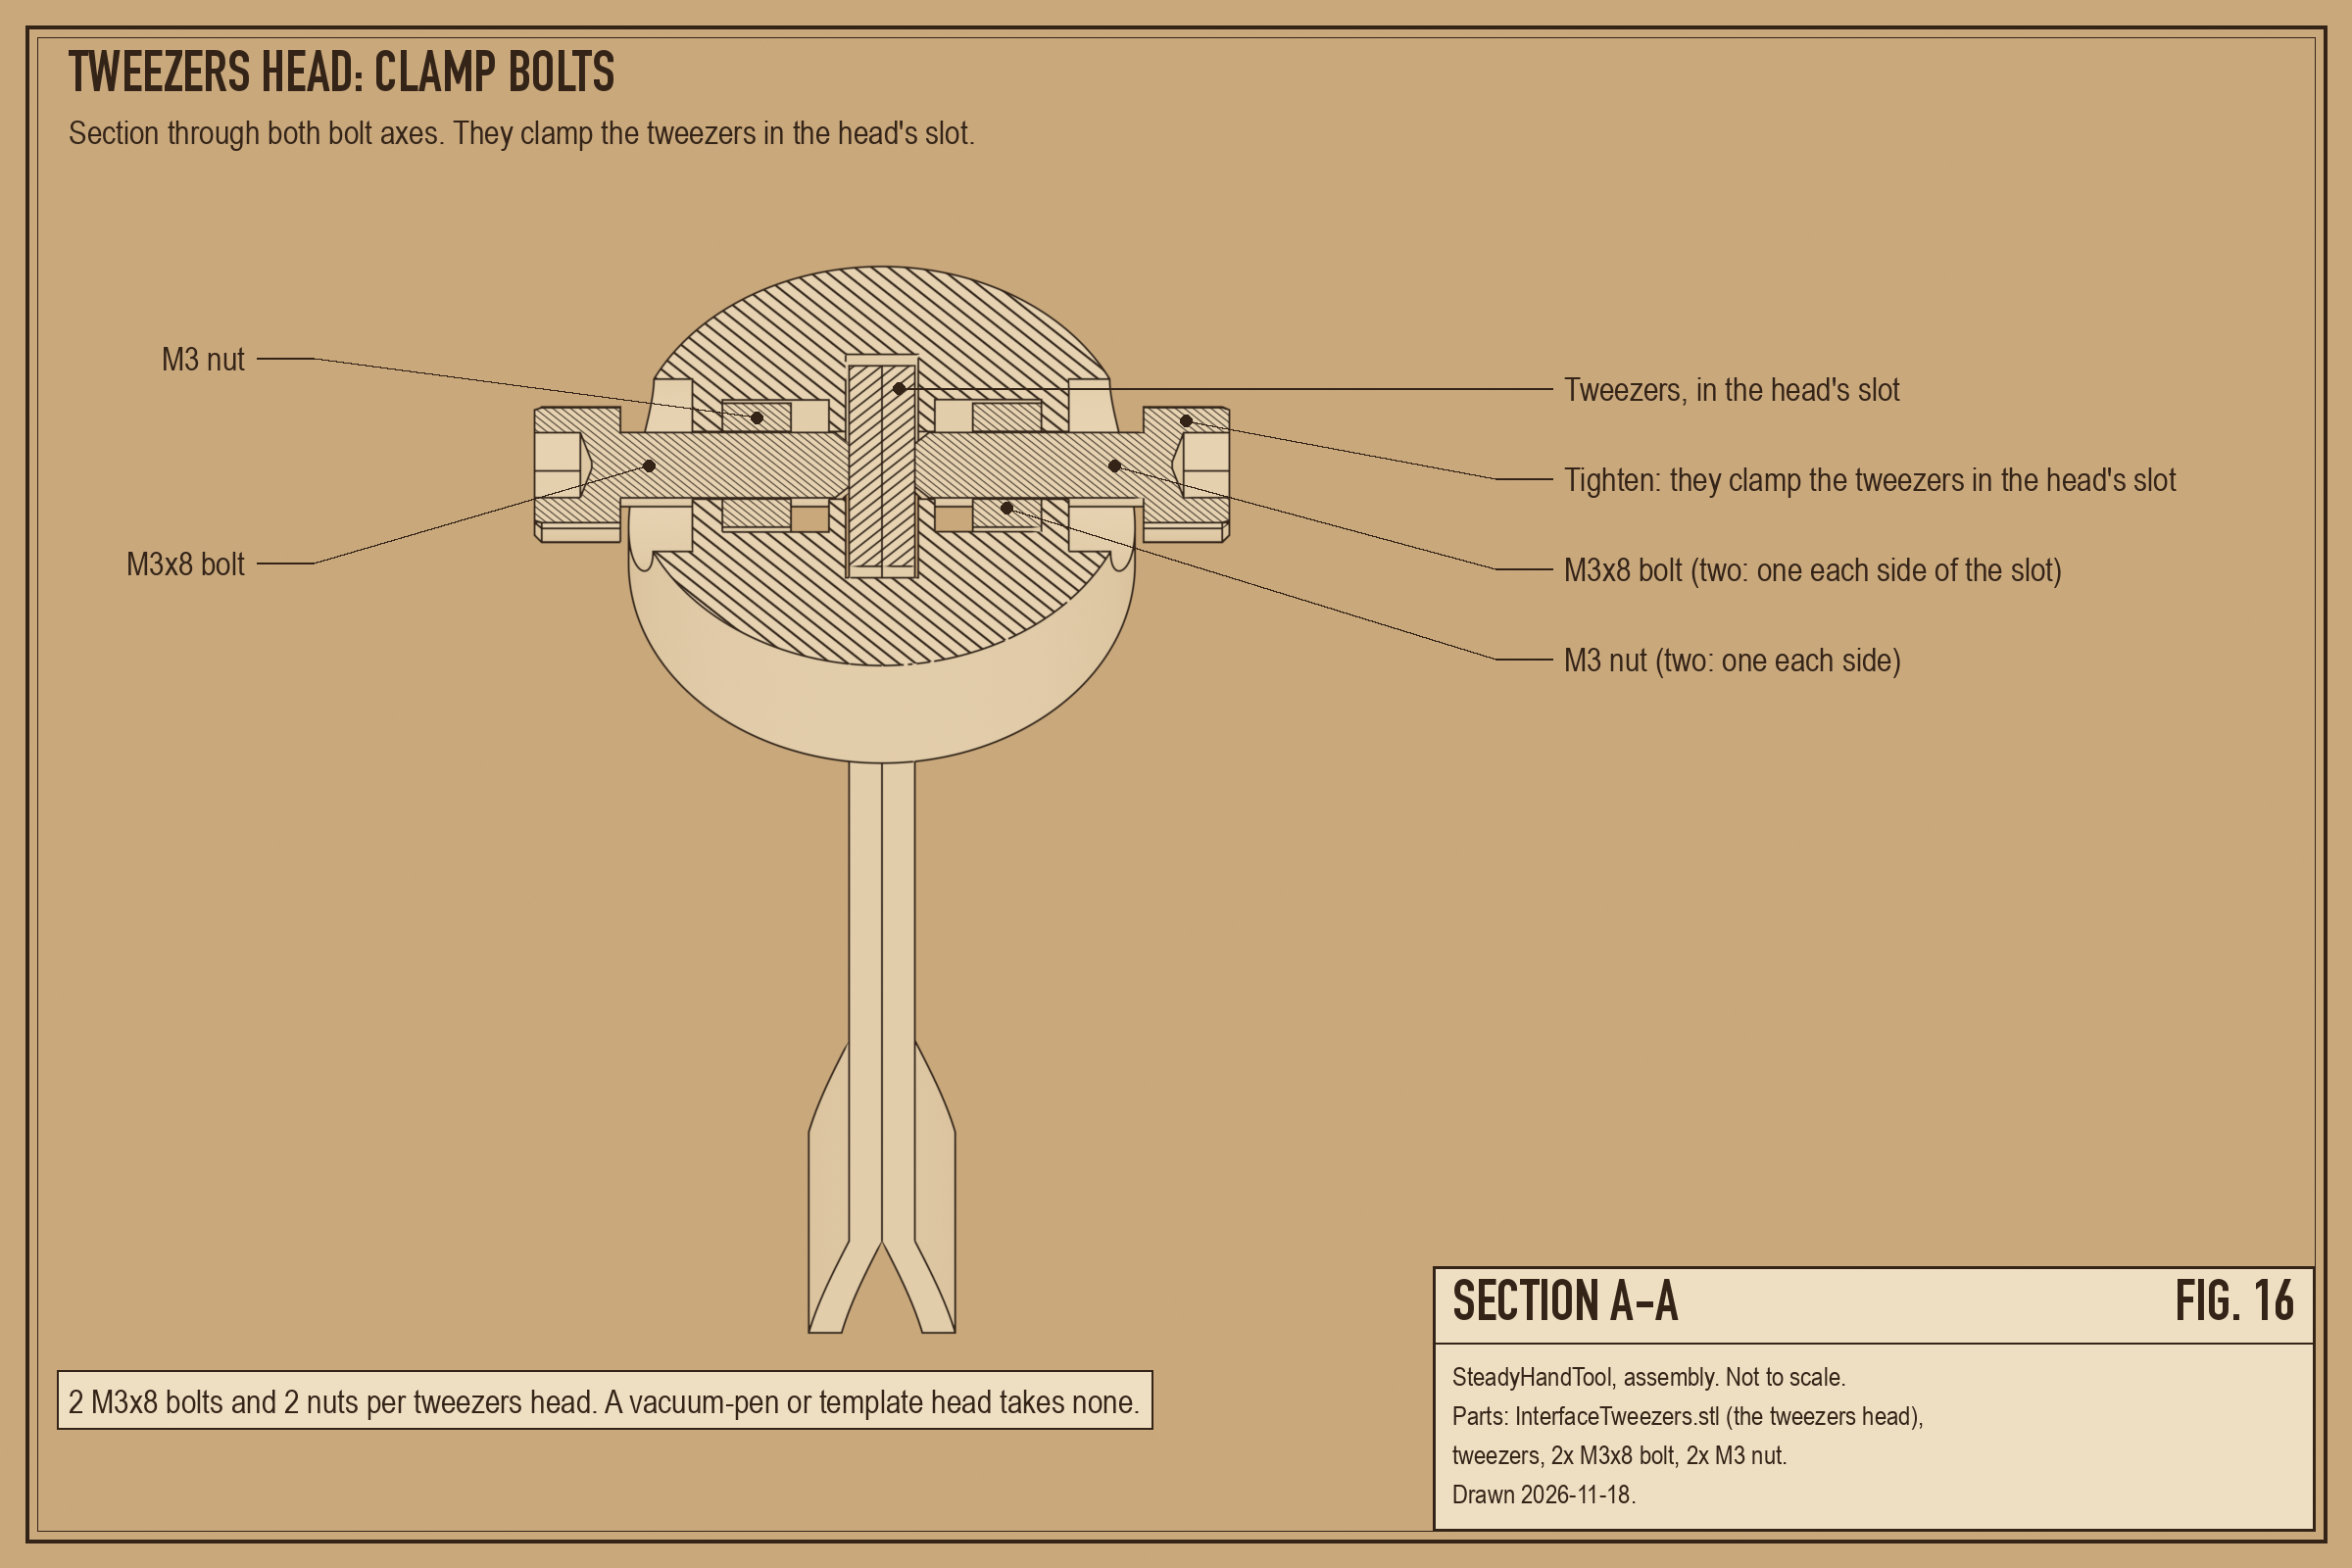 TWEEZERS HEAD: CLAMP BOLTS
Section through both bolt axes. They clamp the tweezers in the head's slot.
M3 nut
M3x8 bolt
Tweezers, in the head's slot
Tighten: they clamp the tweezers in the head's slot
M3x8 bolt (two: one each side of the slot)
M3 nut (two: one each side)
2 M3x8 bolts and 2 nuts per tweezers head. A vacuum-pen or template head takes none.
SECTION A-A
FIG. 16
SteadyHandTool, assembly. Not to scale.
Parts: InterfaceTweezers.stl (the tweezers head),
tweezers, 2x M3x8 bolt, 2x M3 nut.
Drawn 2026-11-18.